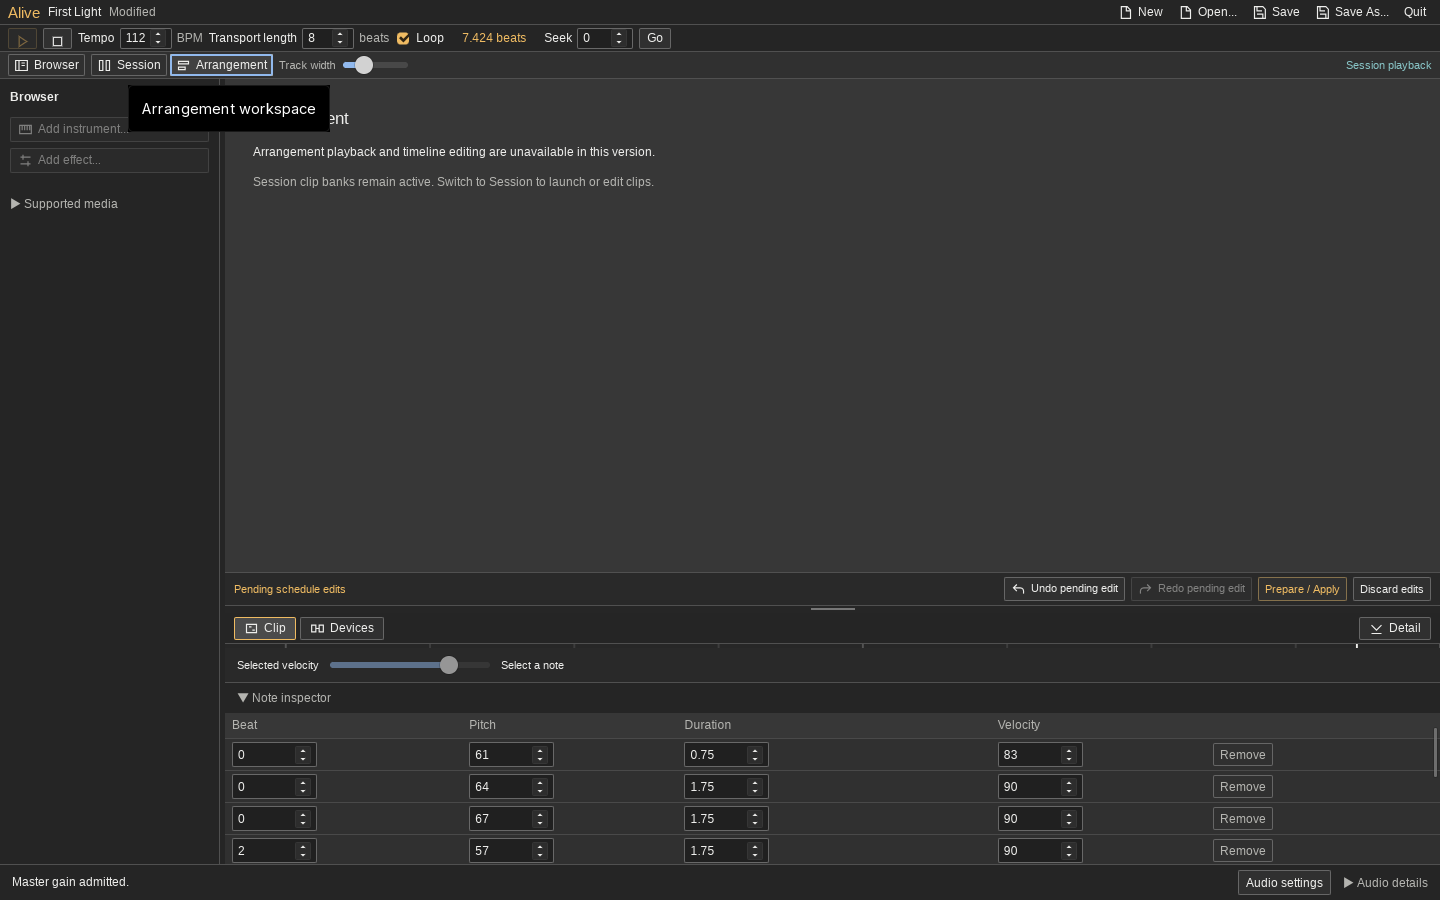 Alive First Light Modified New Open... Save Save As... Quit
Tempo 112 BPM Transport length 8 beats Loop 7.424 beats Seek 0 Go
Browser Session Arrangement Track width Session playback
Browser
Arrangement workspace
Add instrument...
Add effect...
Supported media
Arrangement playback and timeline editing are unavailable in this version.
Session clip banks remain active. Switch to Session to launch or edit clips.
Pending schedule edits Undo pending edit Redo pending edit Prepare / Apply Discard edits
Clip Devices Detail
Selected velocity Select a note
Note inspector
Beat Pitch Duration Velocity
0 61 0.75 83 Remove
0 64 1.75 90 Remove
0 67 1.75 90 Remove
2 57 1.75 90 Remove
Master gain admitted. Audio settings Audio details